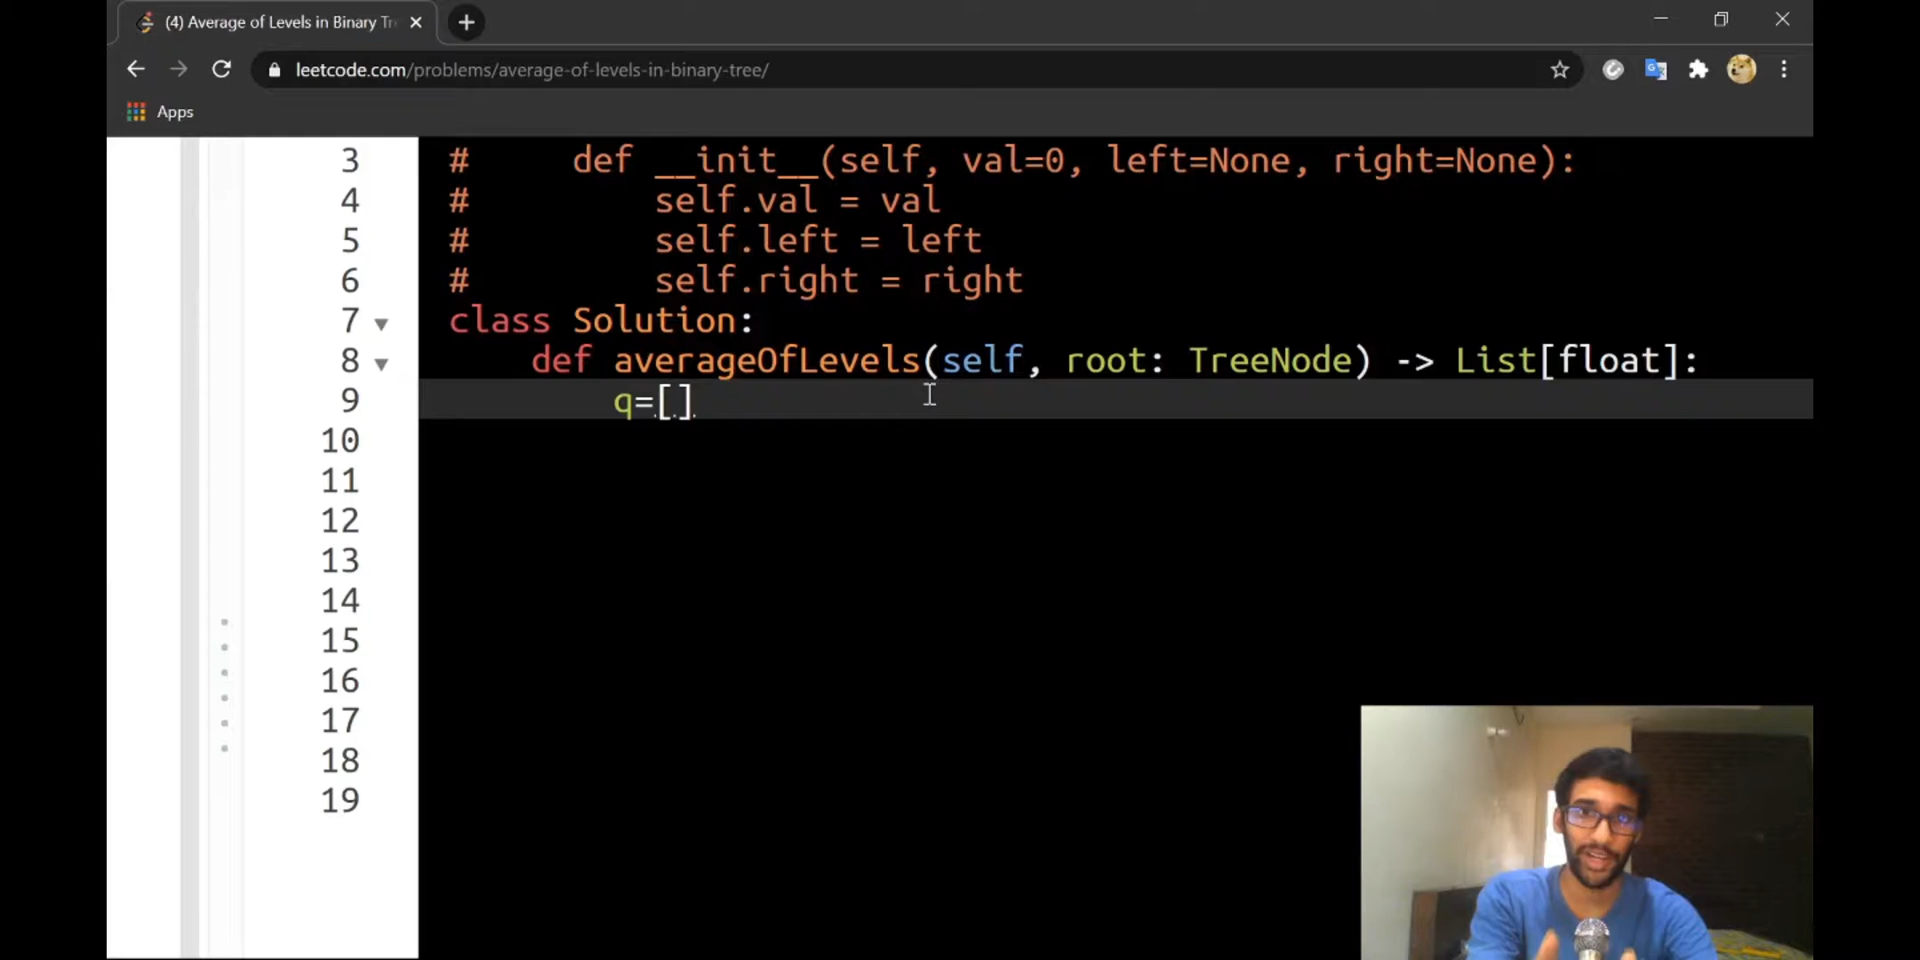 (4) Average of Levels in Binary Tr
leetcode.com/problems/average-of-levels-in-binary-tree/
Apps
3 #     def __init__(self, val=0, left=None, right=None):
4 #         self.val = val
5 #         self.left = left
6 #         self.right = right
7 class Solution:
8     def averageOfLevels(self, root: TreeNode) -> List[float]:
9         q=[]
10
11
12
13
14
15
16
17
18
19